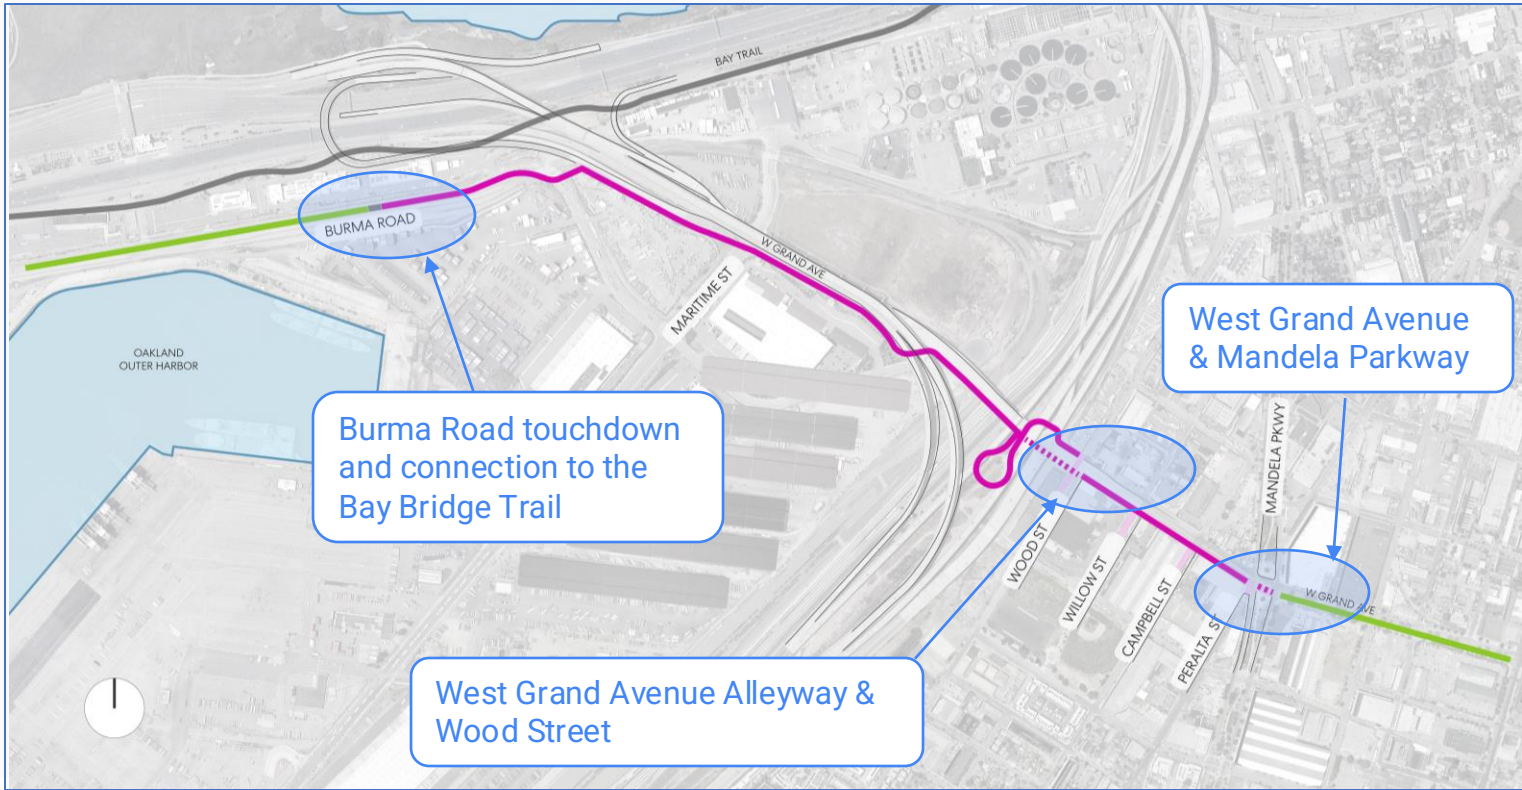 BAY TRAIL
BURMA ROAD
W GRAND AVE
MARITIME ST
OAKLAND
OUTER HARBOR
West Grand Avenue
& Mandela Parkway
Burma Road touchdown
and connection to the
Bay Bridge Trail
MANDELA PKWY
WOOD ST
WILLOW ST
CAMPBELL ST
PERALTA ST
W GRAND AVE
West Grand Avenue Alleyway &
Wood Street